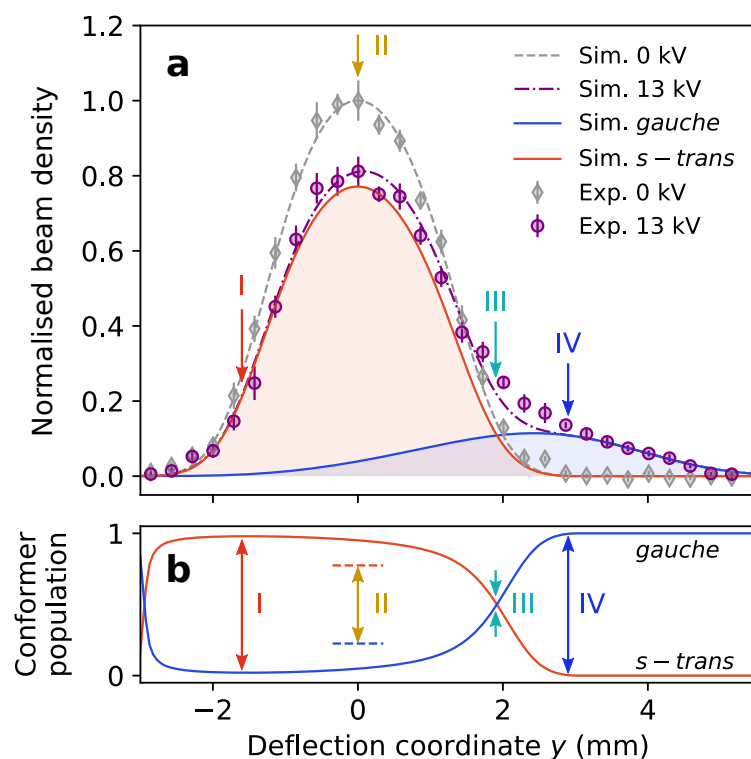 a
II
Sim. 0 kV
Sim. 13 kV
Sim. gauche
Sim. s − trans
Exp. 0 kV
Exp. 13 kV
I
III
IV
Normalised beam density
1.2
1.0
0.8
0.6
0.4
0.2
0.0
b
I
II
III
IV
gauche
s − trans
Conformer
population
1
0
−2
0
2
4
Deflection coordinate y (mm)